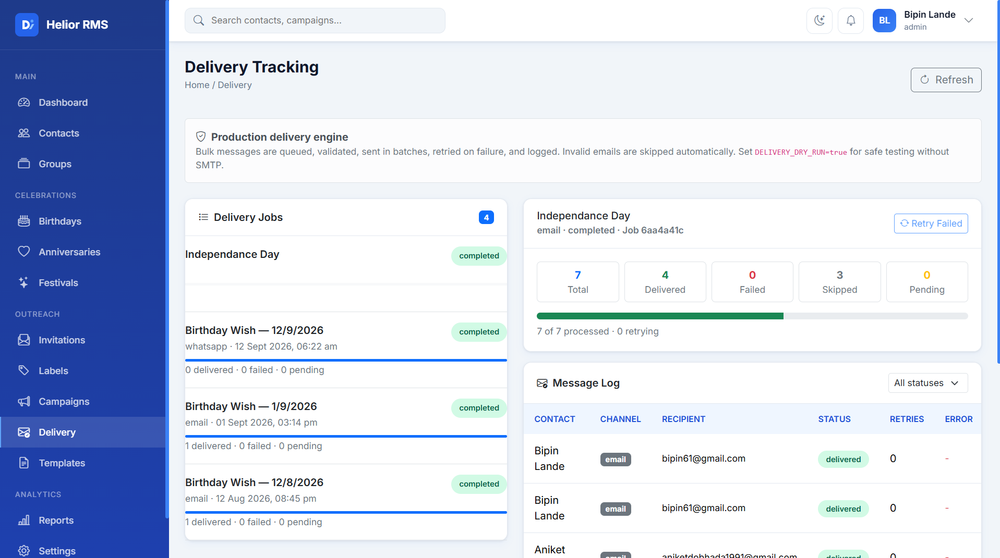 Di Helior RMS
Search contacts, campaigns...
BL
Bipin Lande
admin
MAIN
Dashboard
Contacts
Groups
CELEBRATIONS
Birthdays
Anniversaries
Festivals
OUTREACH
Invitations
Labels
Campaigns
Delivery
Templates
ANALYTICS
Reports
Settings
Delivery Tracking
Home / Delivery
Refresh
Production delivery engine
Bulk messages are queued, validated, sent in batches, retried on failure, and logged. Invalid emails are skipped automatically. Set DELIVERY_DRY_RUN=true for safe testing without
SMTP.
Delivery Jobs 4
Independance Day completed
Birthday Wish — 12/9/2026 completed
whatsapp · 12 Sept 2026, 06:22 am
0 delivered · 0 failed · 0 pending
Birthday Wish — 1/9/2026 completed
email · 01 Sept 2026, 03:14 pm
1 delivered · 0 failed · 0 pending
Birthday Wish — 12/8/2026 completed
email · 12 Aug 2026, 08:45 pm
1 delivered · 0 failed · 0 pending
Independance Day
email · completed · Job 6aa4a41c
Retry Failed
7 4 0 3 0
Total Delivered Failed Skipped Pending
7 of 7 processed · 0 retrying
Message Log
All statuses
CONTACT CHANNEL RECIPIENT STATUS RETRIES ERROR
Bipin
Lande
email bipin61@gmail.com delivered 0 -
Bipin
Lande
email bipin61@gmail.com delivered 0 -
Aniket
email aniketdobhada1991@gmail.com delivered 0 -